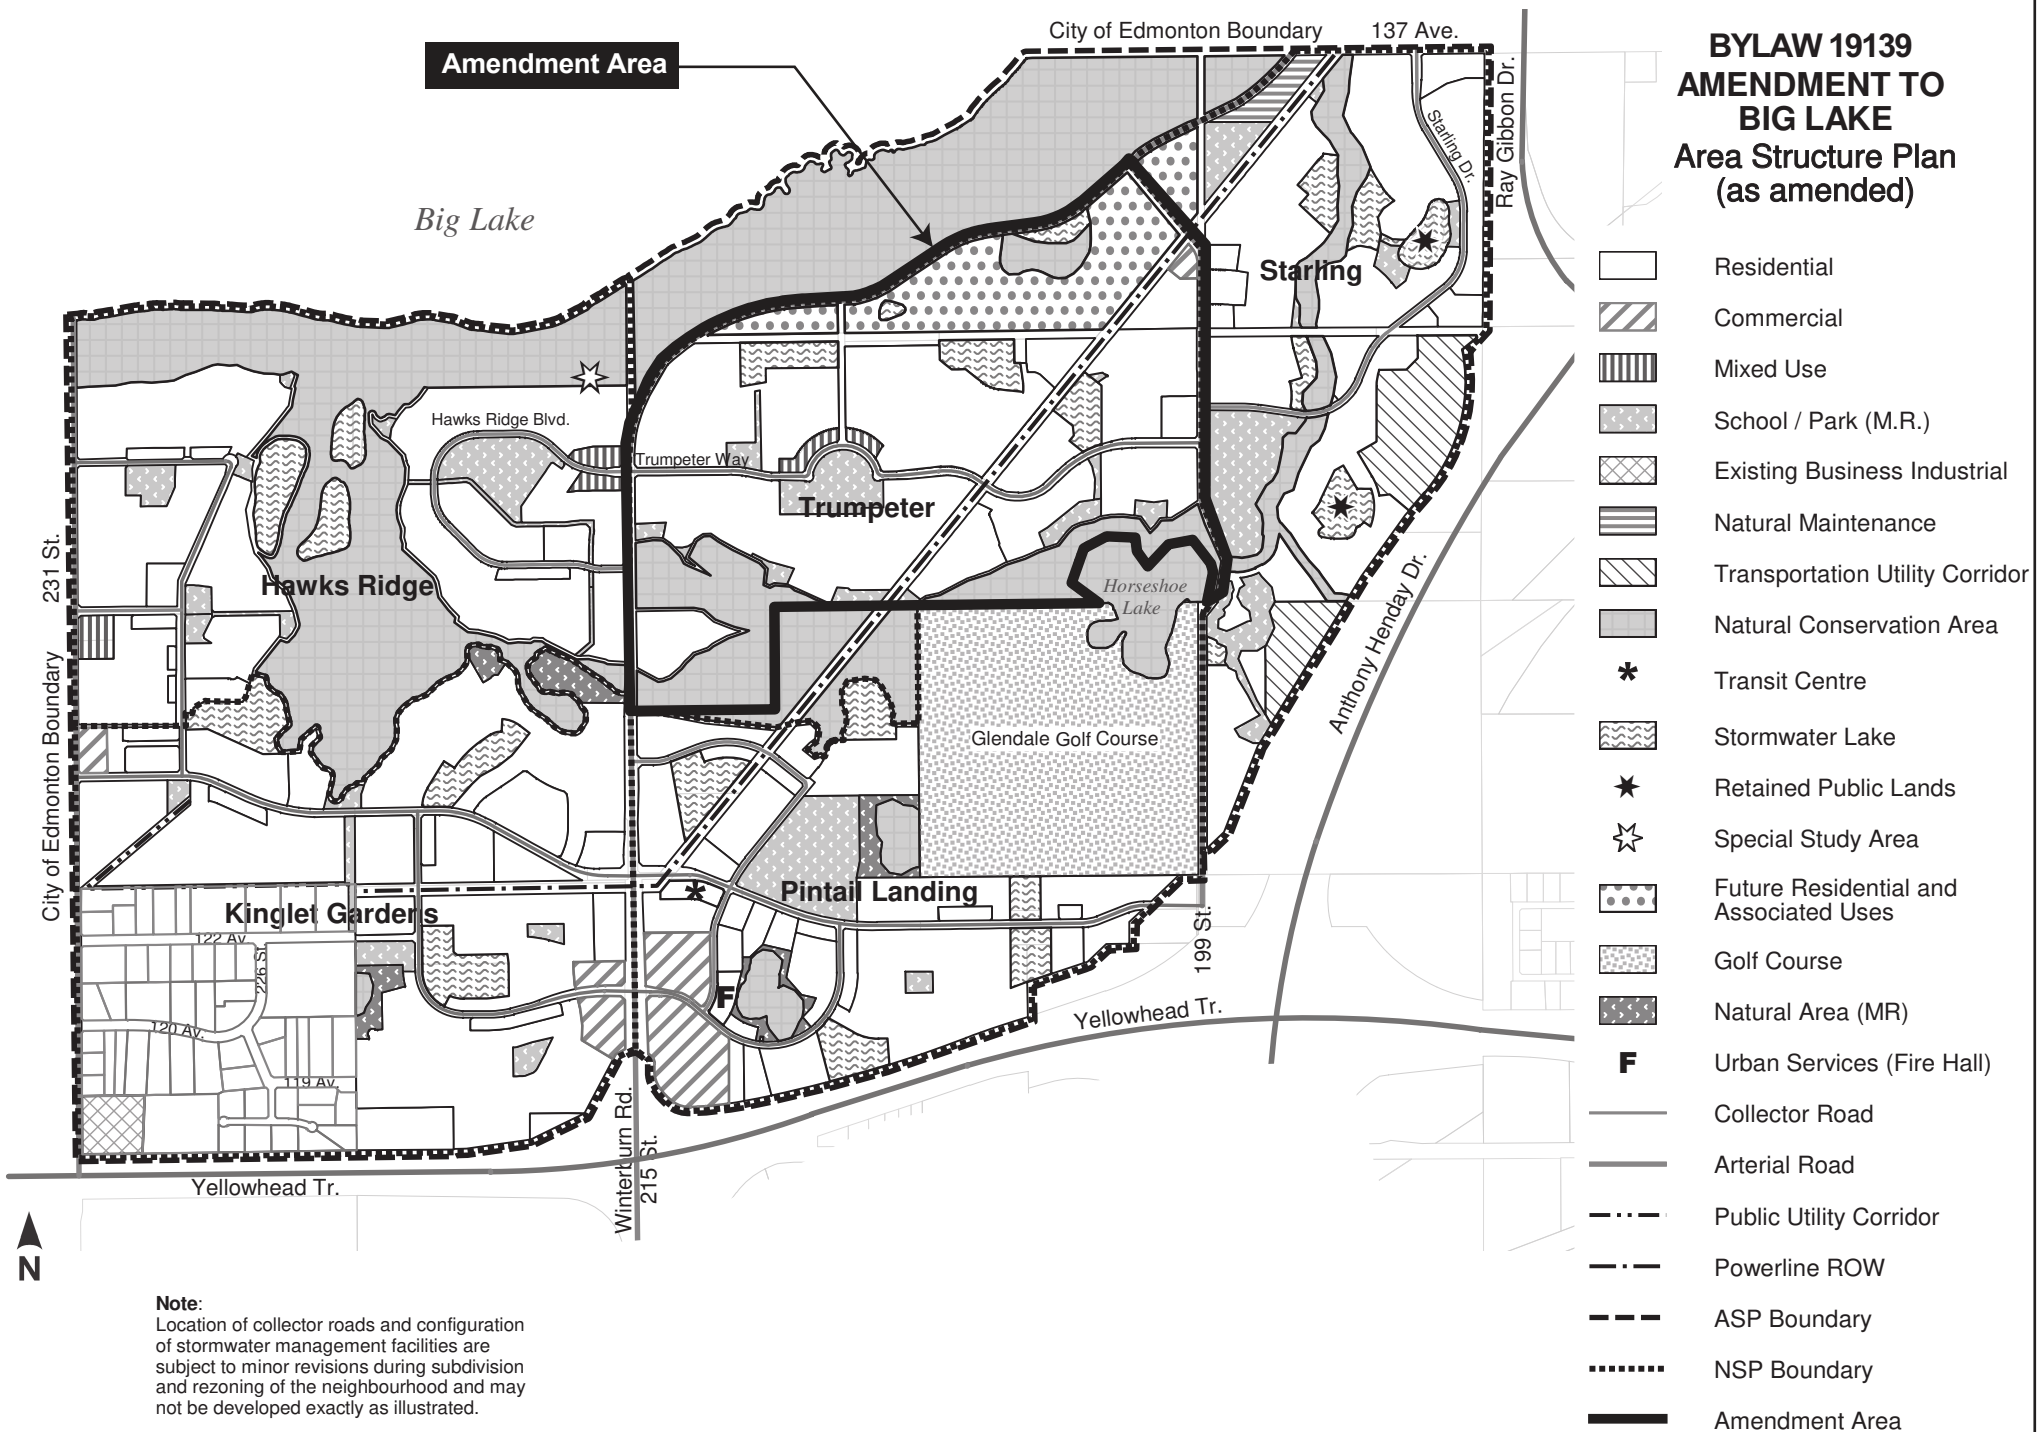 City of Edmonton Boundary
137 Ave.
Amendment Area
BYLAW 19139
AMENDMENT TO
BIG LAKE
Area Structure Plan
(as amended)
Ray Gibbon Dr.
Starling Dr.
Big Lake
Starling
Hawks Ridge Blvd.
Trumpeter Way
Trumpeter
Hawks Ridge
231 St.
Horseshoe
Lake
Anthony Henday Dr.
City of Edmonton Boundary
Glendale Golf Course
Pintail Landing
Kinglet Gardens
122 Av.
226 St.
120 Av.
119 Av.
F
199 St.
Yellowhead Tr.
Winterburn Rd.
215 St.
Yellowhead Tr.
N
Residential
Commercial
Mixed Use
School / Park (M.R.)
Existing Business Industrial
Natural Maintenance
Transportation Utility Corridor
Natural Conservation Area
Transit Centre
Stormwater Lake
Retained Public Lands
Special Study Area
Future Residential and
Associated Uses
Golf Course
Natural Area (MR)
F Urban Services (Fire Hall)
Collector Road
Arterial Road
Public Utility Corridor
Powerline ROW
ASP Boundary
NSP Boundary
Amendment Area
Note:
Location of collector roads and configuration
of stormwater management facilities are
subject to minor revisions during subdivision
and rezoning of the neighbourhood and may
not be developed exactly as illustrated.